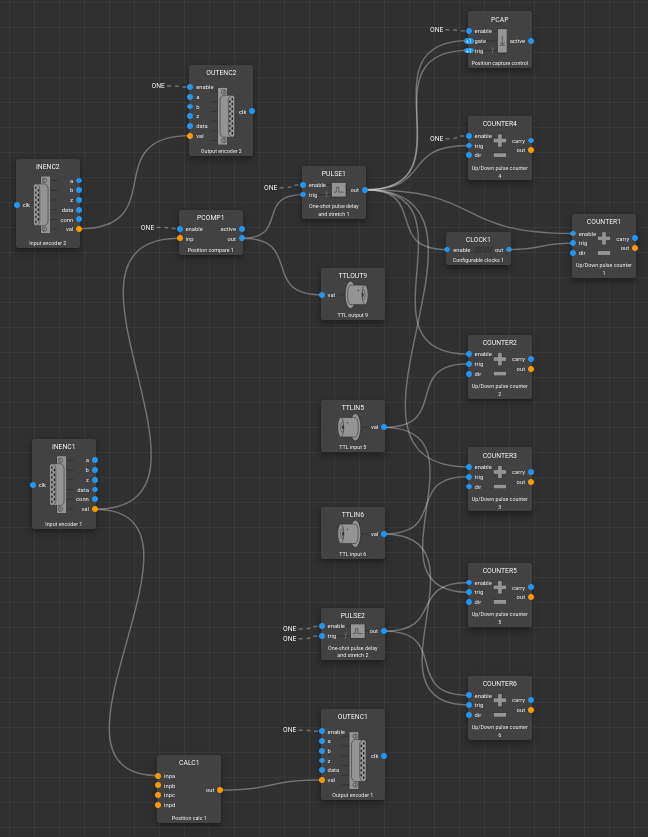 PCAP
ONE
enable
gate
trig
active
Position capture control
OUTENC2
ONE
enable
a
b
z
data
val
clk
Output encoder 2
COUNTER4
ONE
enable
trig
dir
carry
out
Up/Down pulse counter
4
INENC2
clk
a
b
z
data
conn
val
Input encoder 2
PULSE1
ONE
enable
trig
out
One-shot pulse delay
and stretch 1
PCOMP1
ONE
enable
inp
active
out
Position compare 1
COUNTER1
enable
trig
dir
carry
out
Up/Down pulse counter
1
CLOCK1
enable
out
Configurable clocks 1
TTLOUT9
val
TTL output 9
COUNTER2
enable
trig
dir
carry
out
Up/Down pulse counter
2
TTLIN5
val
TTL input 5
INENC1
clk
a
b
z
data
conn
val
Input encoder 1
COUNTER3
enable
trig
dir
carry
out
Up/Down pulse counter
3
TTLIN6
val
TTL input 6
COUNTER5
enable
trig
dir
carry
out
Up/Down pulse counter
5
PULSE2
ONE
enable
ONE
trig
out
One-shot pulse delay
and stretch 2
COUNTER6
enable
trig
dir
carry
out
Up/Down pulse counter
6
OUTENC1
ONE
enable
a
b
z
data
val
clk
Output encoder 1
CALC1
inpa
inpb
inpc
inpd
out
Position calc 1